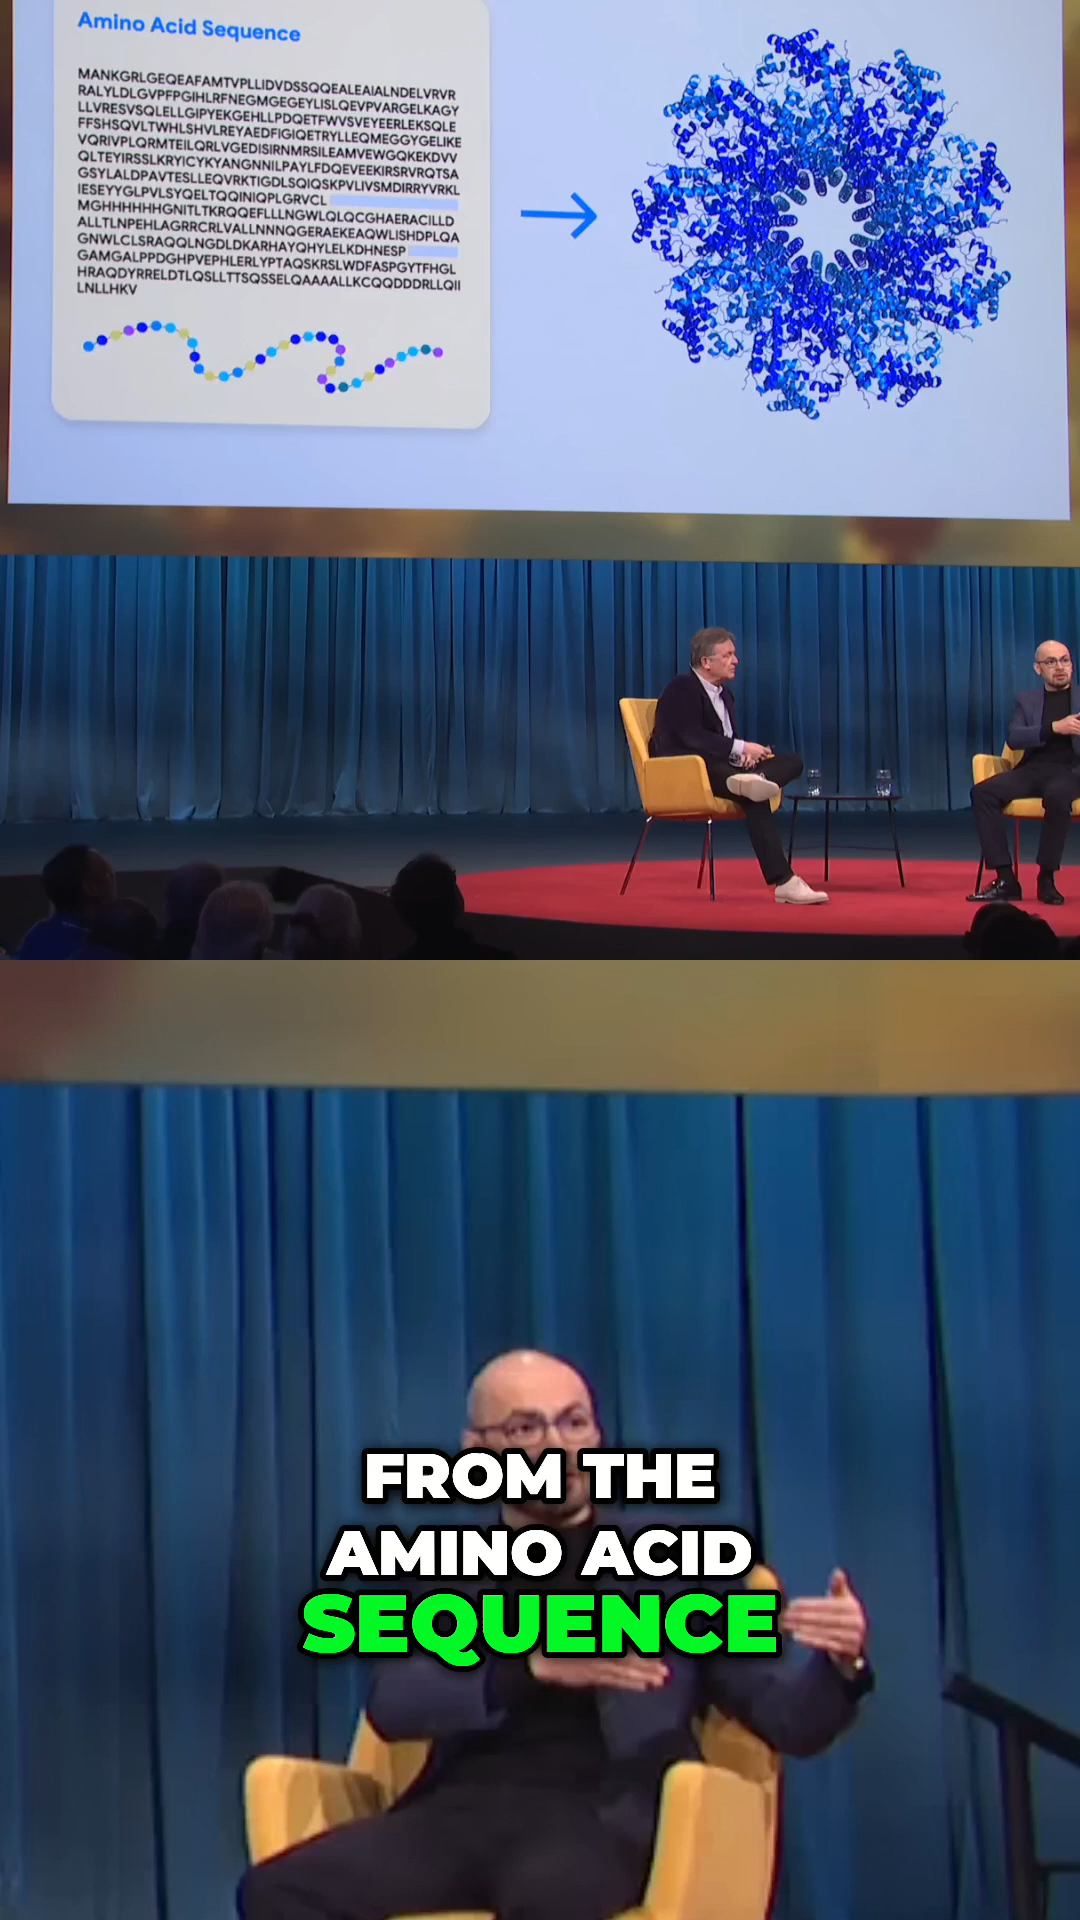 Amino Acid Sequence
MANKGRLGEQEAFAMTVPLLIDVDSSQQEALEAIALNDELVRVR
RALYLDLGVPFPGIHLRFNEGMGEGEYLISLQEVPVARGELKAGY
LLVRESVSQLELLGIPYEKGEHLLPDQETFWVSVEYEERLEKSQLE
FFSHSQVLTWHLSHVLREYAEDFIGIQETRYLLEQMEGGYGELIKE
VQRIVPLQRMTEILQRLVGEDISIRNMRSILEAMVEWGQKEKDVV
QLTEYIRSSLKRYICYKYANGNNILPAYLFDQEVEEKIRSRVRQTSA
GSYLALDPAVTESLLEQVRKTIGDLSQIQSKPVLIVSMDIRRYVRKL
IESEYYGLPVLSYQELTQQINIQPLGRVCL
MGHHHHHHGNITLTKRQQEFLLLNGWLQLQCGHAERACILLD
ALLTLNPEHLAGRRCRLVALLNNNQGERAEKEAQWLISHDPLQA
GNWLCLSRAQQLNGDLDKARHAYQHYLELKDHNESP
GAMGALPPDGHPVEPHLERLYPTAQSKRSLWDFASPGYTFHGL
HRAQDYRRELDTLQSLLTTSQSSELQAAAALLKCQQDDDRLLQII
LNLLHKV
FROM THE
AMINO ACID
SEQUENCE